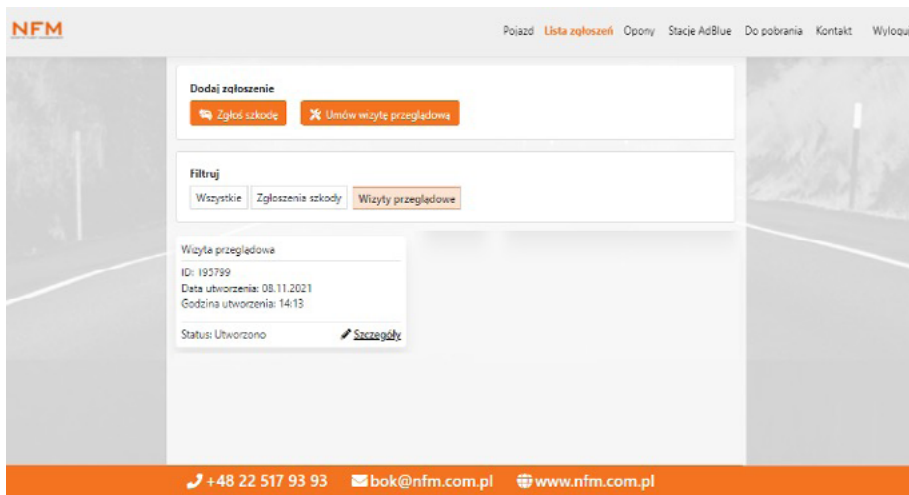 NFM
Pojazd Lista zgłoszeń Opony Stacje AdBlue Do pobrania Kontakt Wylogu
Dodaj zgłoszenie
Zgłoś szkodę Umów wizytę przeglądową
Filtruj
Wszystkie Zgłoszenia szkody Wizyty przeglądowe
Wizyta przeglądowa
ID: 195799
Data utworzenia: 08.11.2021
Godzina utworzenia: 14:13
Status: Utworzono Szczegóły
+48 22 517 93 93 bok@nfm.com.pl www.nfm.com.pl